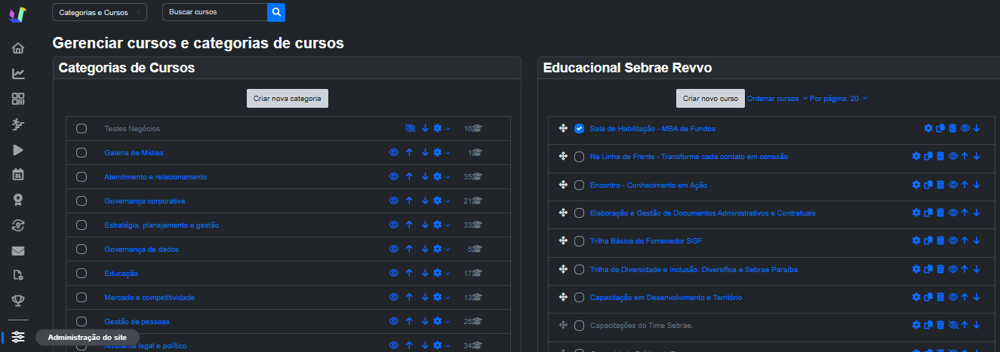 Categorias e Cursos
Buscar cursos
Gerenciar cursos e categorias de cursos
Categorias de Cursos
Criar nova categoria
Testes Negócios 16
Galeria de Mídias 1
Atendimento e relacionamento 35
Governança corporativa 21
Estratégia, planejamento e gestão 33
Governança de dados 5
Educação 17
Mercado e competitividade 13
Gestão de pessoas 25
Ambiente legal e político 34
Administração do site
Educacional Sebrae Revvo
Criar novo curso Ordenar cursos Por página: 20
Sala de Habilitação - MBA de Fundos
Na Linha de Frente - Transforme cada contato em conexão
Encontro - Conhecimento em Ação
Elaboração e Gestão de Documentos Administrativos e Contratuais
Trilha Básica do Fornecedor SGF
Trilha de Diversidade e Inclusão: Diversifica e Sebrae Paraíba
Capacitação em Desenvolvimento e Território
Capacitações do Time Sebrae.